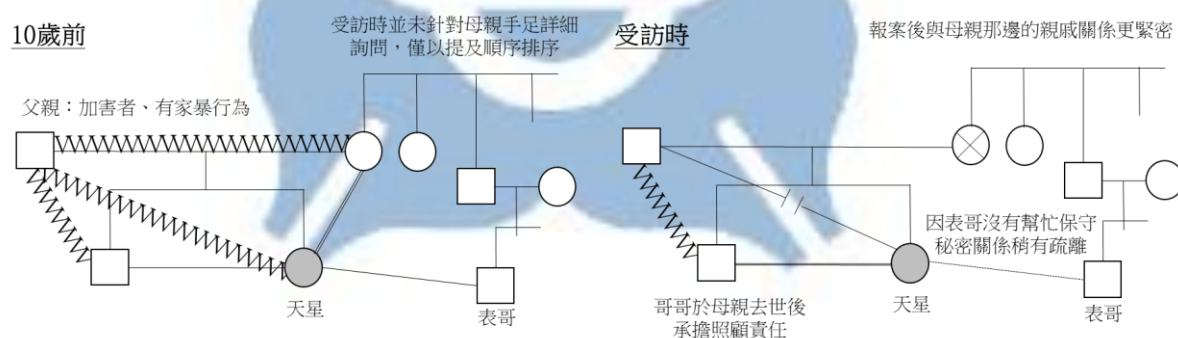 10歲前
受訪時並未針對母親手足詳細
詢問，僅以提及順序排序
父親：加害者、有家暴行為
天星
表哥
受訪時
報案後與母親那邊的親戚關係更緊密
因表哥沒有幫忙保守
秘密關係稍有疏離
天星
表哥
哥哥於母親去世後
承擔照顧責任